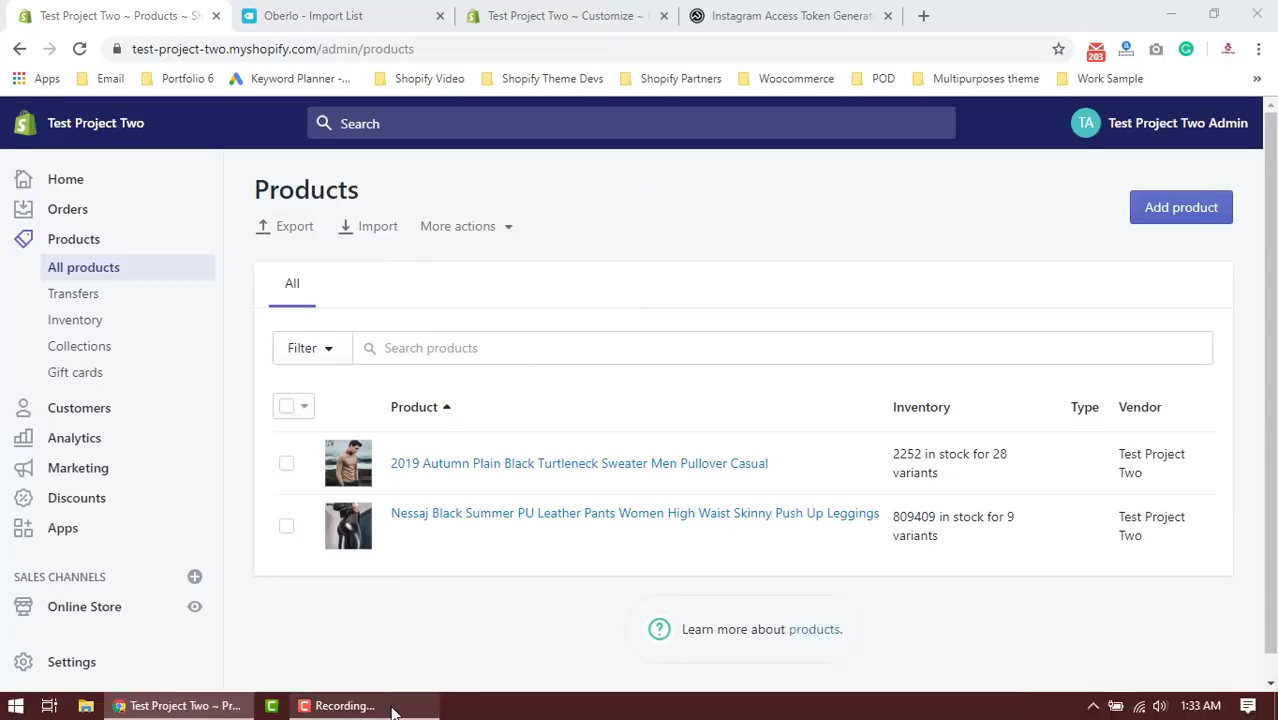 Test Project Two ~ Products ~ Sh
Oberlo - Import List
Test Project Two ~ Customize ~
Instagram Access Token Generat
test-project-two.myshopify.com/admin/products
203
Apps
Email
Portfolio 6
Keyword Planner -...
Shopify Video
Shopify Theme Devs
Shopify Partners
Woocommerce
POD
Multipurposes theme
Work Sample
»
Test Project Two
Search
TA
Test Project Two Admin
Home
Orders
Products
All products
Transfers
Inventory
Collections
Gift cards
Customers
Analytics
Marketing
Discounts
Apps
SALES CHANNELS
Online Store
Settings
Products
Export
Import
More actions
Add product
All
Filter
Search products
Product
Inventory
Type
Vendor
2019 Autumn Plain Black Turtleneck Sweater Men Pullover Casual
2252 in stock for 28
variants
Test Project
Two
Nessaj Black Summer PU Leather Pants Women High Waist Skinny Push Up Leggings
809409 in stock for 9
variants
Test Project
Two
Learn more about products.
Test Project Two ~ Pr...
Recording...
1:33 AM